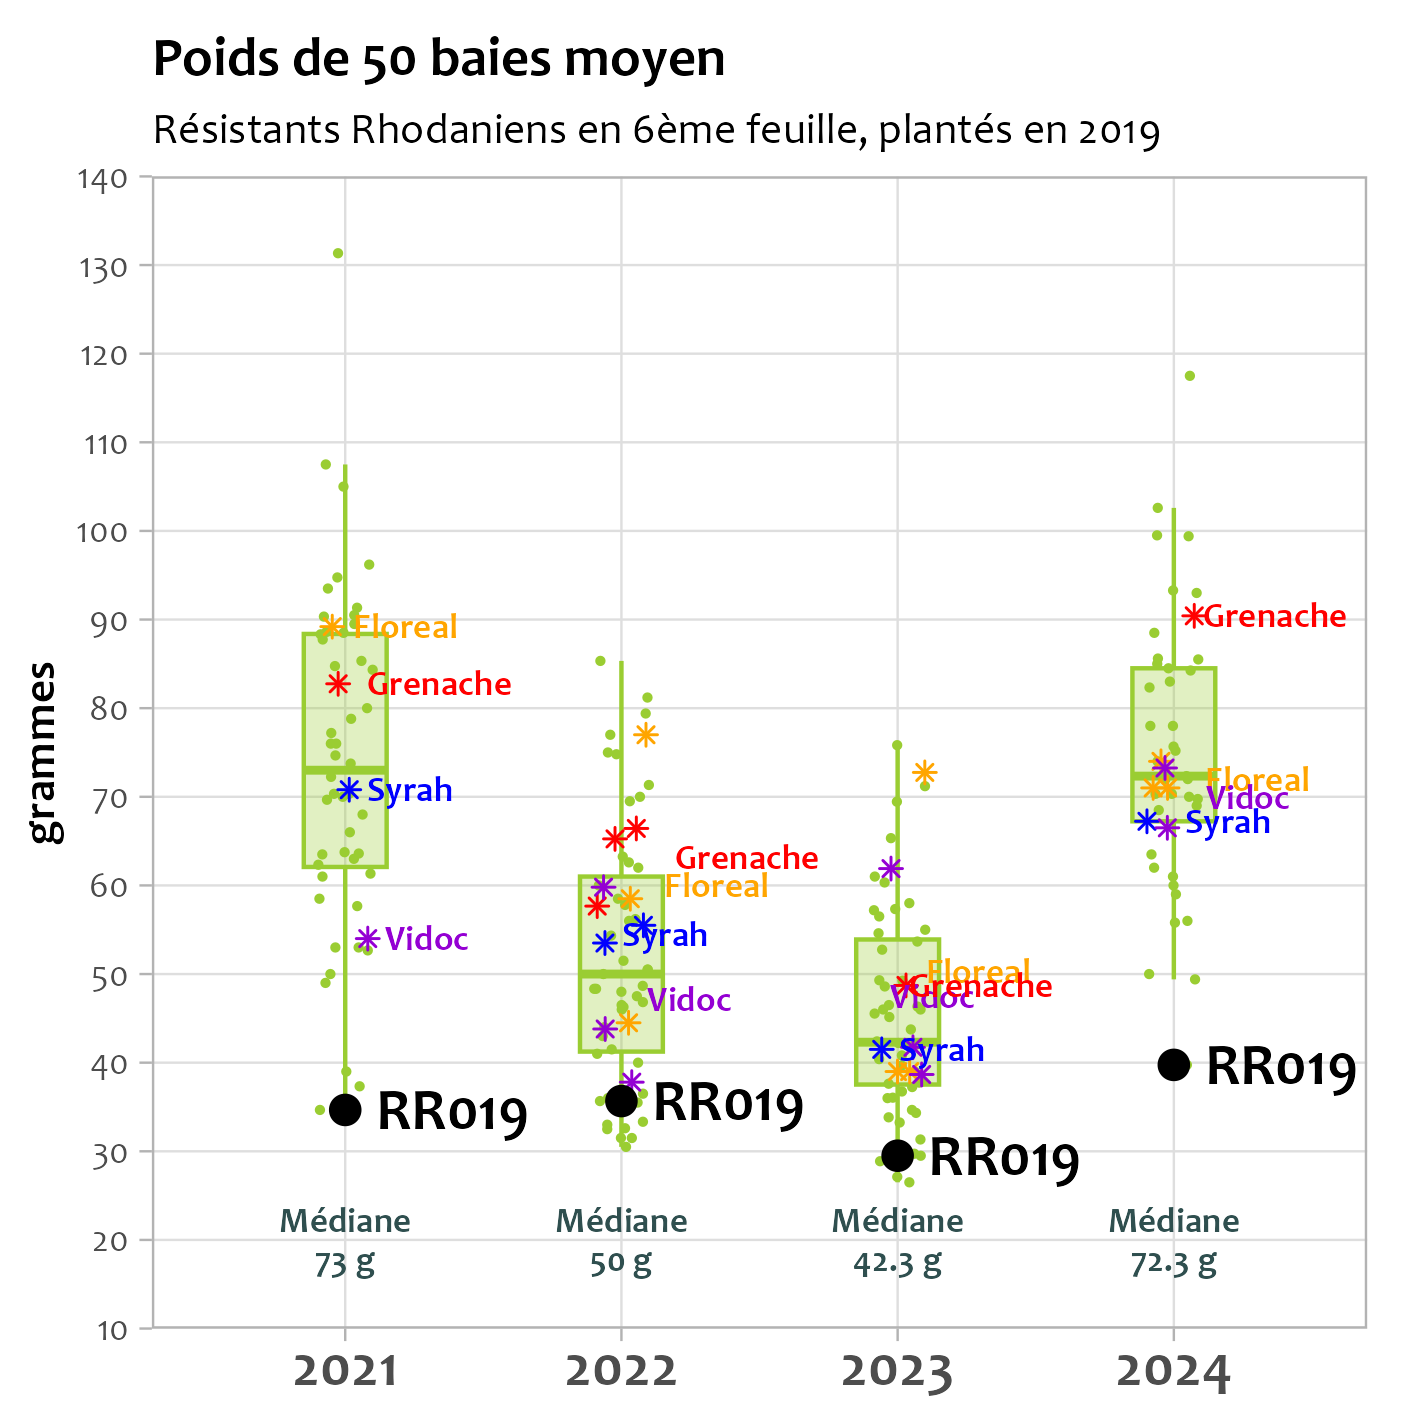 Poids de 50 baies moyen
Résistants Rhodaniens en 6ème feuille, plantés en 2019
grammes
140
130
120
110
100
90
80
70
60
50
40
30
20
10
Floreal
Grenache
Syrah
Vidoc
RR019
Médiane
73 g
Grenache
Floreal
Syrah
Vidoc
RR019
Médiane
50 g
Floreal
Grenache
Vidoc
Syrah
RR019
Médiane
42.3 g
Grenache
Floreal
Vidoc
Syrah
RR019
Médiane
72.3 g
2021
2022
2023
2024